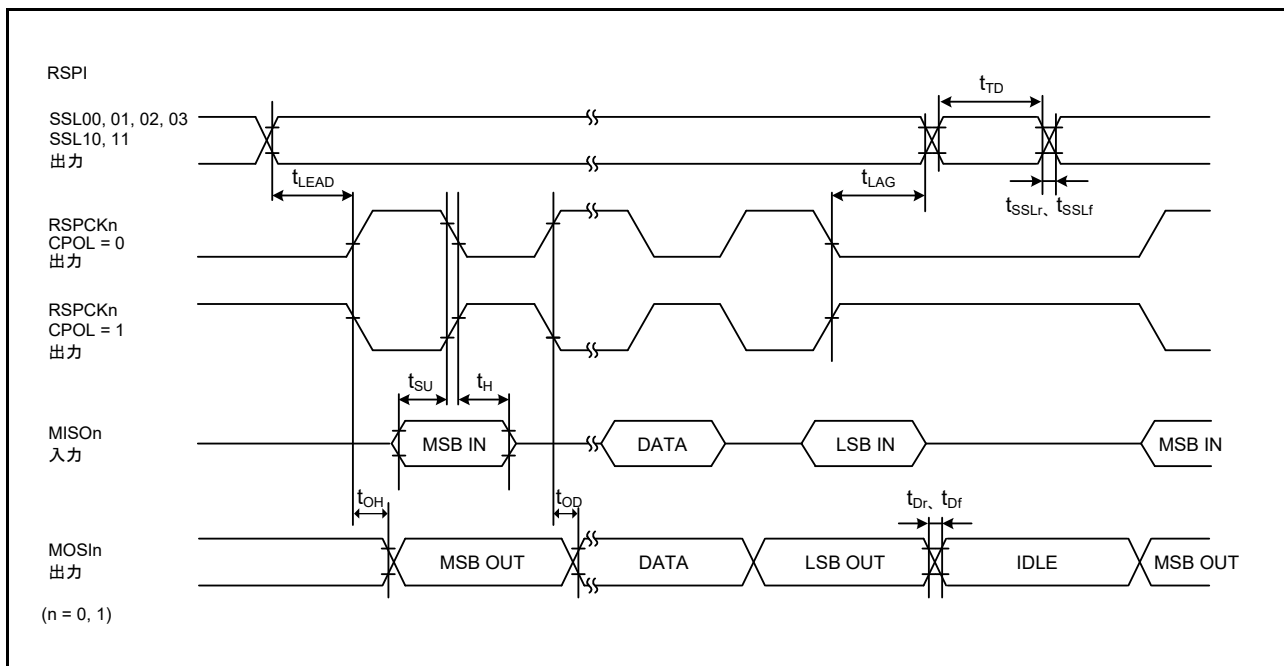 RSPI
SSL00, 01, 02, 03
SSL10, 11
出力
tTD
tLEAD
tLAG
tSSLr、tSSLf
RSPCKn
CPOL = 0
出力
RSPCKn
CPOL = 1
出力
tSU
tH
MISOn
入力
MSB IN
DATA
LSB IN
MSB IN
tOH
tOD
tDr、tDf
MOSIn
出力
MSB OUT
DATA
LSB OUT
IDLE
MSB OUT
(n = 0, 1)